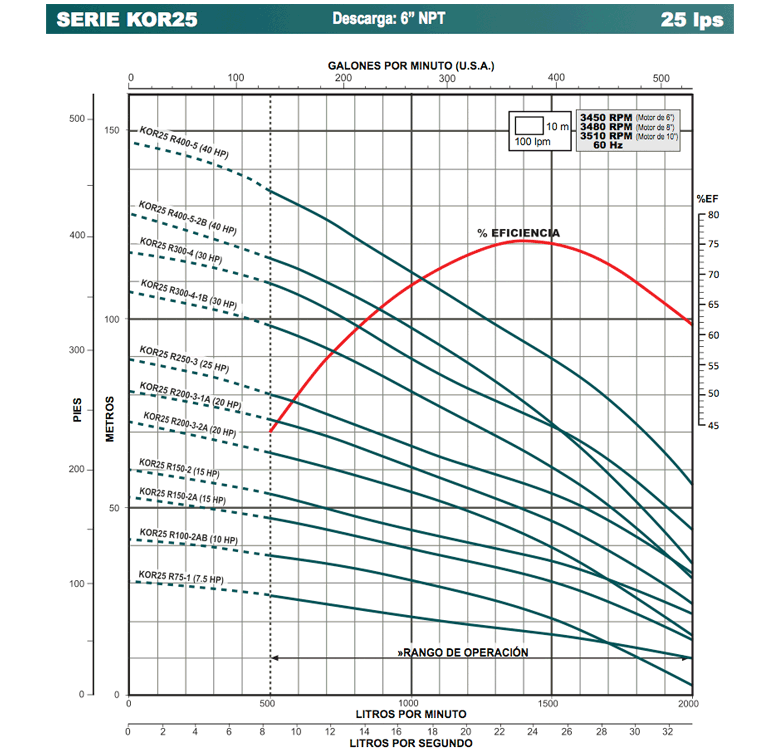 SERIE KOR25 Descarga: 6” NPT 25 lps
GALONES POR MINUTO (U.S.A.)
0 100 200 300 400 500
3450 RPM (Motor de 6")
3480 RPM (Motor de 8")
3510 RPM (Motor de 10")
60 Hz
10 m
100 lpm
500
400
300
200
100
0
PIES
150
100
50
0
METROS
KOR25 R400-5 (40 HP)
KOR25 R400-5-2B (40 HP)
KOR25 R300-4 (30 HP)
KOR25 R300-4-1B (30 HP)
KOR25 R250-3 (25 HP)
KOR25 R200-3-1A (20 HP)
KOR25 R200-3-2A (20 HP)
KOR25 R150-2 (15 HP)
KOR25 R150-2A (15 HP)
KOR25 R100-2AB (10 HP)
KOR25 R75-1 (7.5 HP)
% EFICIENCIA
%EF
80
75
70
65
60
55
50
45
»RANGO DE OPERACIÓN
0 500 1000 1500 2000
LITROS POR MINUTO
0 2 4 6 8 10 12 14 16 18 20 22 24 26 28 30 32
LITROS POR SEGUNDO